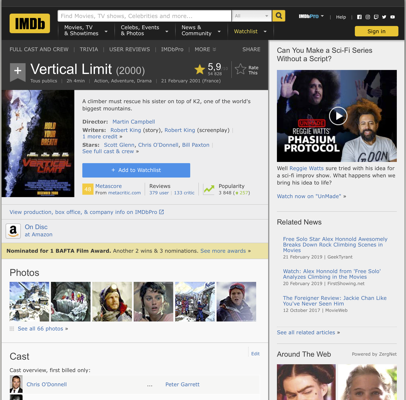 IMDb
Find Movies, TV shows, Celebrities and more...
All
IMDbPro
Help
Movies, TV
& Showtimes
Celebs, Events
& Photos
News &
Community
Watchlist
Sign in
FULL CAST AND CREW | TRIVIA | USER REVIEWS | IMDbPro | MORE
SHARE
Vertical Limit (2000)
Tous publics | 2h 4min | Action, Adventure, Drama | 21 February 2001 (France)
5,9
Rate
This
HOLD
YOUR
BREATH
VERTICAL
LIMIT
A climber must rescue his sister on top of K2, one of the world's
biggest mountains.
Director: Martin Campbell
Writers: Robert King (story), Robert King (screenplay) |
1 more credit »
Stars: Scott Glenn, Chris O'Donnell, Bill Paxton |
See full cast & crew »
+ Add to Watchlist
Metascore
From metacritic.com
Reviews
375 user | 133 critic
Popularity
View production, box office, & company info on IMDbPro
a
On Disc
at Amazon
Nominated for 1 BAFTA Film Award. Another 2 wins & 3 nominations. See more awards »
Photos
See all 66 photos »
Cast
Edit
Cast overview, first billed only:
Chris O'Donnell ... Peter Garrett
Can You Make a Sci-Fi Series
Without a Script?
REGGIE WATTS'
PHASIUM
PROTOCOL
Well Reggie Watts sure tried with his idea for
a sci-fi improv show. What happens when we
bring his idea to life?
Watch now on "UnMade" »
Related News
Free Solo Star Alex Honnold Awesomely
Breaks Down Rock Climbing Scenes in
Movies
21 February 2019 | GeekTyrant
Watch: Alex Honnold from 'Free Solo'
Analyzes Climbing in the Movies
20 February 2019 | FirstShowing.net
The Foreigner Review: Jackie Chan Like
You've Never Seen Him
12 October 2017 | MovieWeb
See all related articles »
Around The Web
Powered by ZergNet